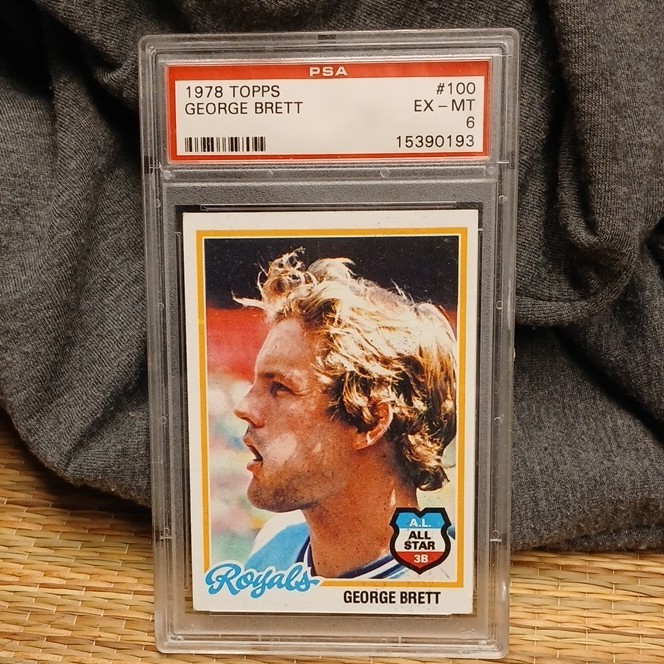 PSA
1978 TOPPS #100
GEORGE BRETT EX-MT
6
15390193
A.L.
ALL
STAR
3B
Royals
GEORGE BRETT